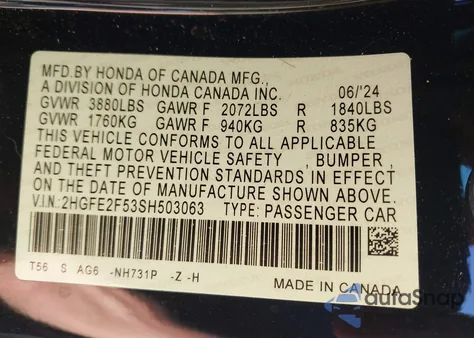 MFD.BY HONDA OF CANADA MFG.,
A DIVISION OF HONDA CANADA INC. 06/'24
GVWR 3880LBS GAWR F 2072LBS R 1840LBS
GVWR 1760KG GAWR F 940KG R 835KG
THIS VEHICLE CONFORMS TO ALL APPLICABLE
FEDERAL MOTOR VEHICLE SAFETY , BUMPER ,
AND THEFT PREVENTION STANDARDS IN EFFECT
ON THE DATE OF MANUFACTURE SHOWN ABOVE.
V.I.N:2HGFE2F53SH503063 TYPE: PASSENGER CAR
T56 S AG6 -NH731P -Z -H
MADE IN CANADA
autoSnap